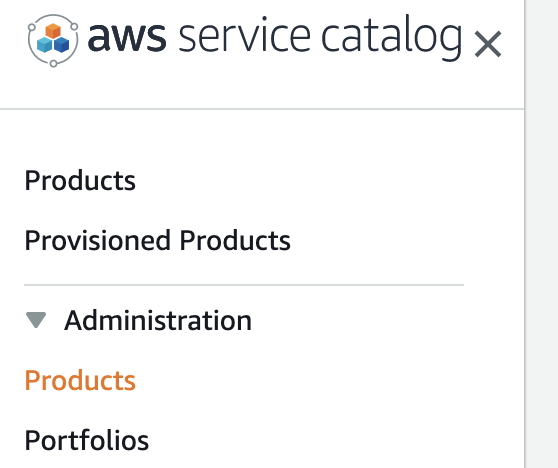 aws service catalog
Products
Provisioned Products
Administration
Products
Portfolios